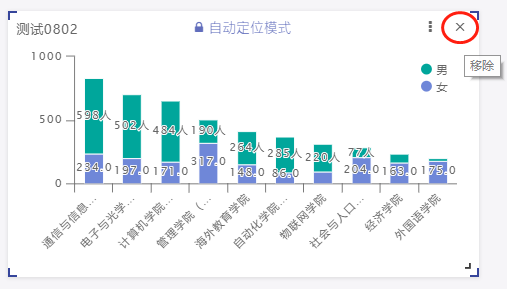 测试0802
自动定位模式
移除
男
女
1000
500
0
598人
502人
484人
190人
264人
285人
220人
77人
234.0
197.0
171.0
317.0
148.0
86.0
204.0
163.0
175.0
通信与信息...
电子与光学...
计算机学院...
管理学院（...
海外教育学院
自动化学院...
物联网学院
社会与人口...
经济学院
外国语学院